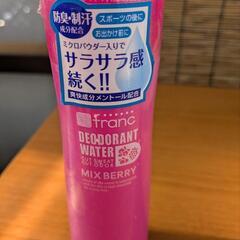 防臭・制汗
成分配合
スポーツの後に
お出かけ前に
ミクロパウダー入りで
サラサラ感
続く!!
爽快成分メントール配合
franc
DEODORANT
WATER
MIX BERRY